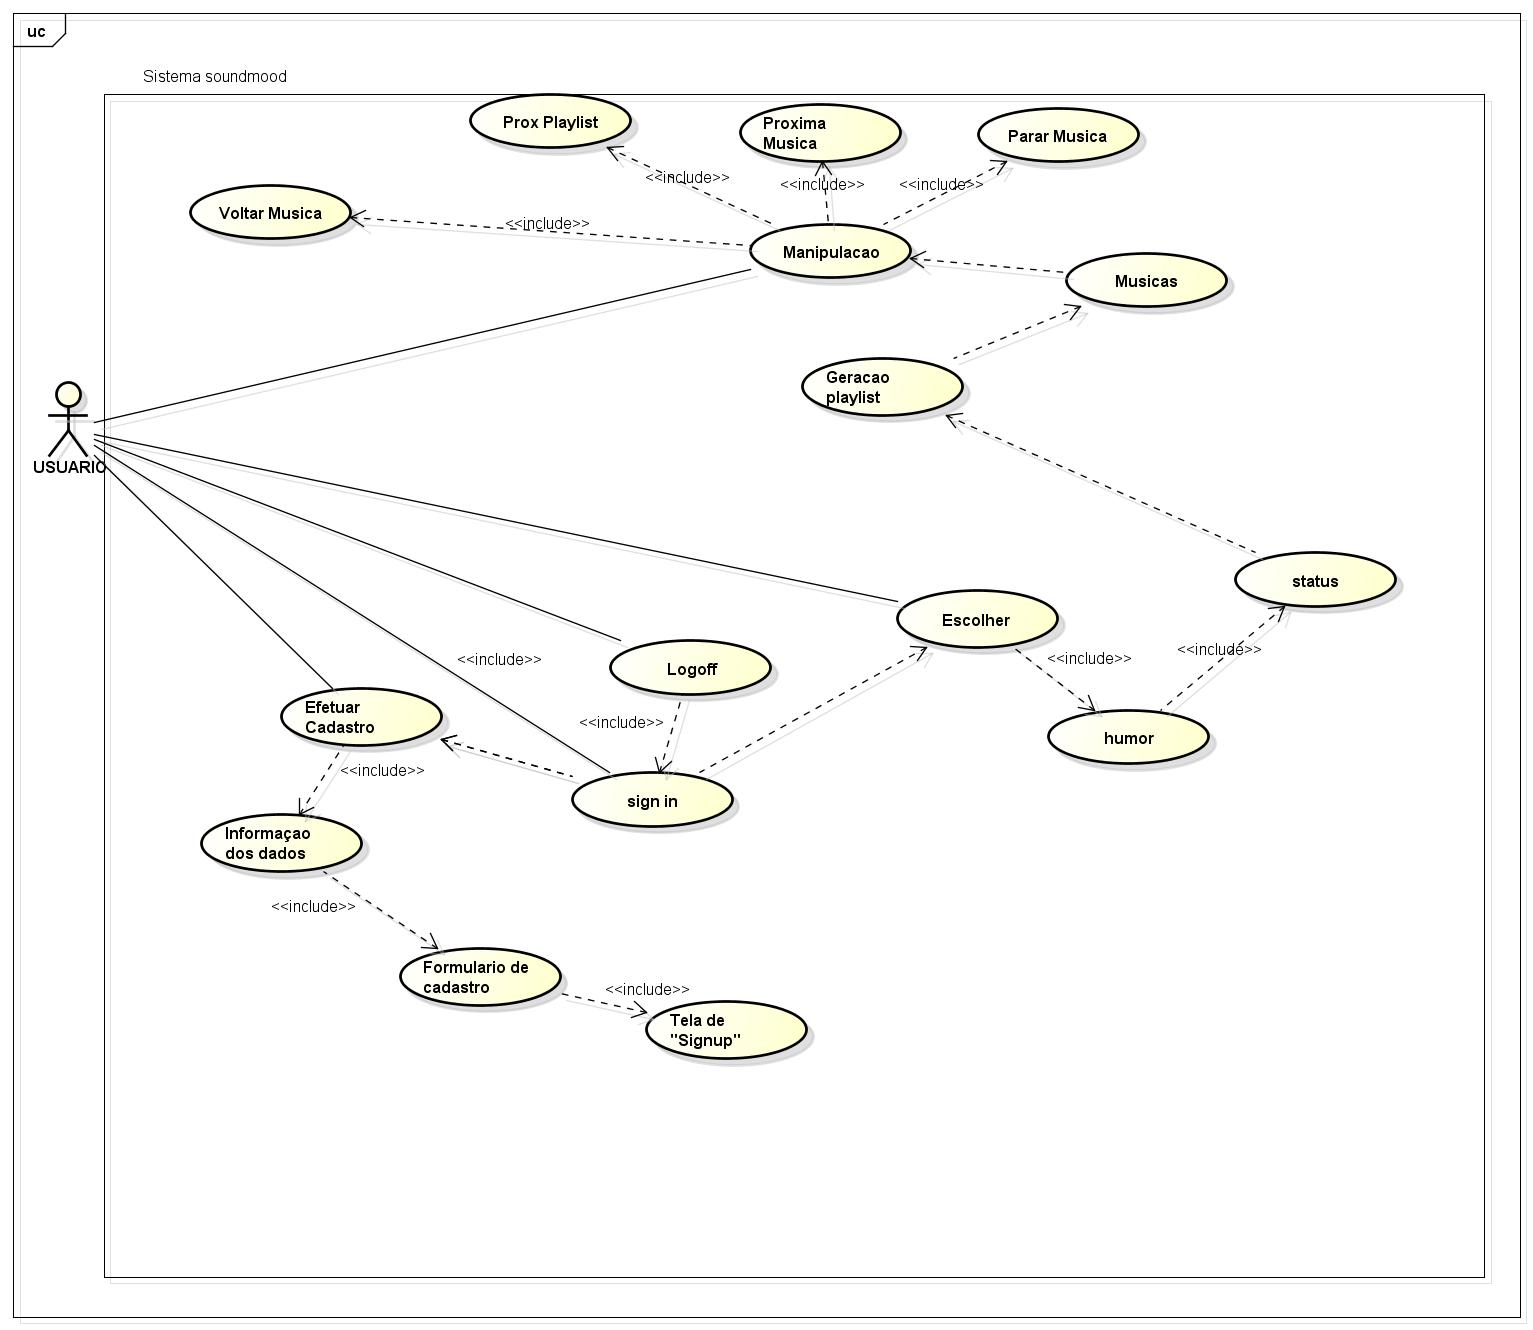 uc
Sistema soundmood
Prox Playlist
Proxima
Musica
Parar Musica
<<include>>
<<include>>
<<include>>
Voltar Musica
<<include>>
Manipulacao
Musicas
Geracao
playlist
USUARIO
status
Escolher
<<include>>
<<include>>
<<include>>
Logoff
Efetuar
Cadastro
<<include>>
humor
<<include>>
sign in
Informaçao
dos dados
<<include>>
Formulario de
cadastro
<<include>>
Tela de
"Signup"